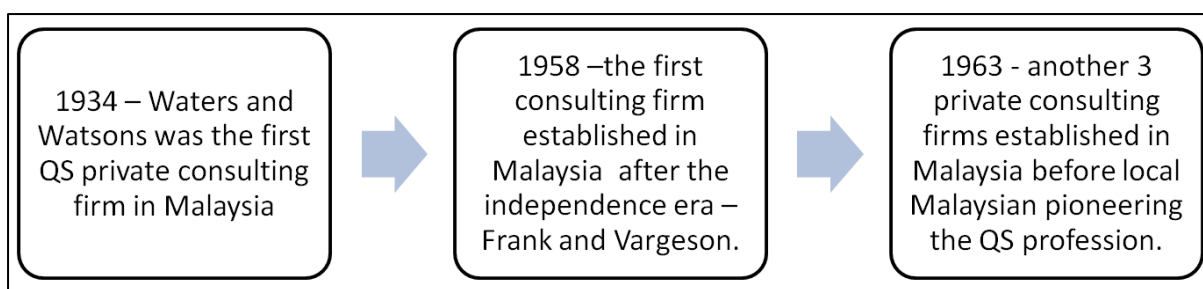 1934 – Waters and
Watsons was the first
QS private consulting
firm in Malaysia
1958 –the first
consulting firm
established in
Malaysia  after the
independence era –
Frank and Vargeson.
1963 - another 3
private consulting
firms established in
Malaysia before local
Malaysian pioneering
the QS profession.